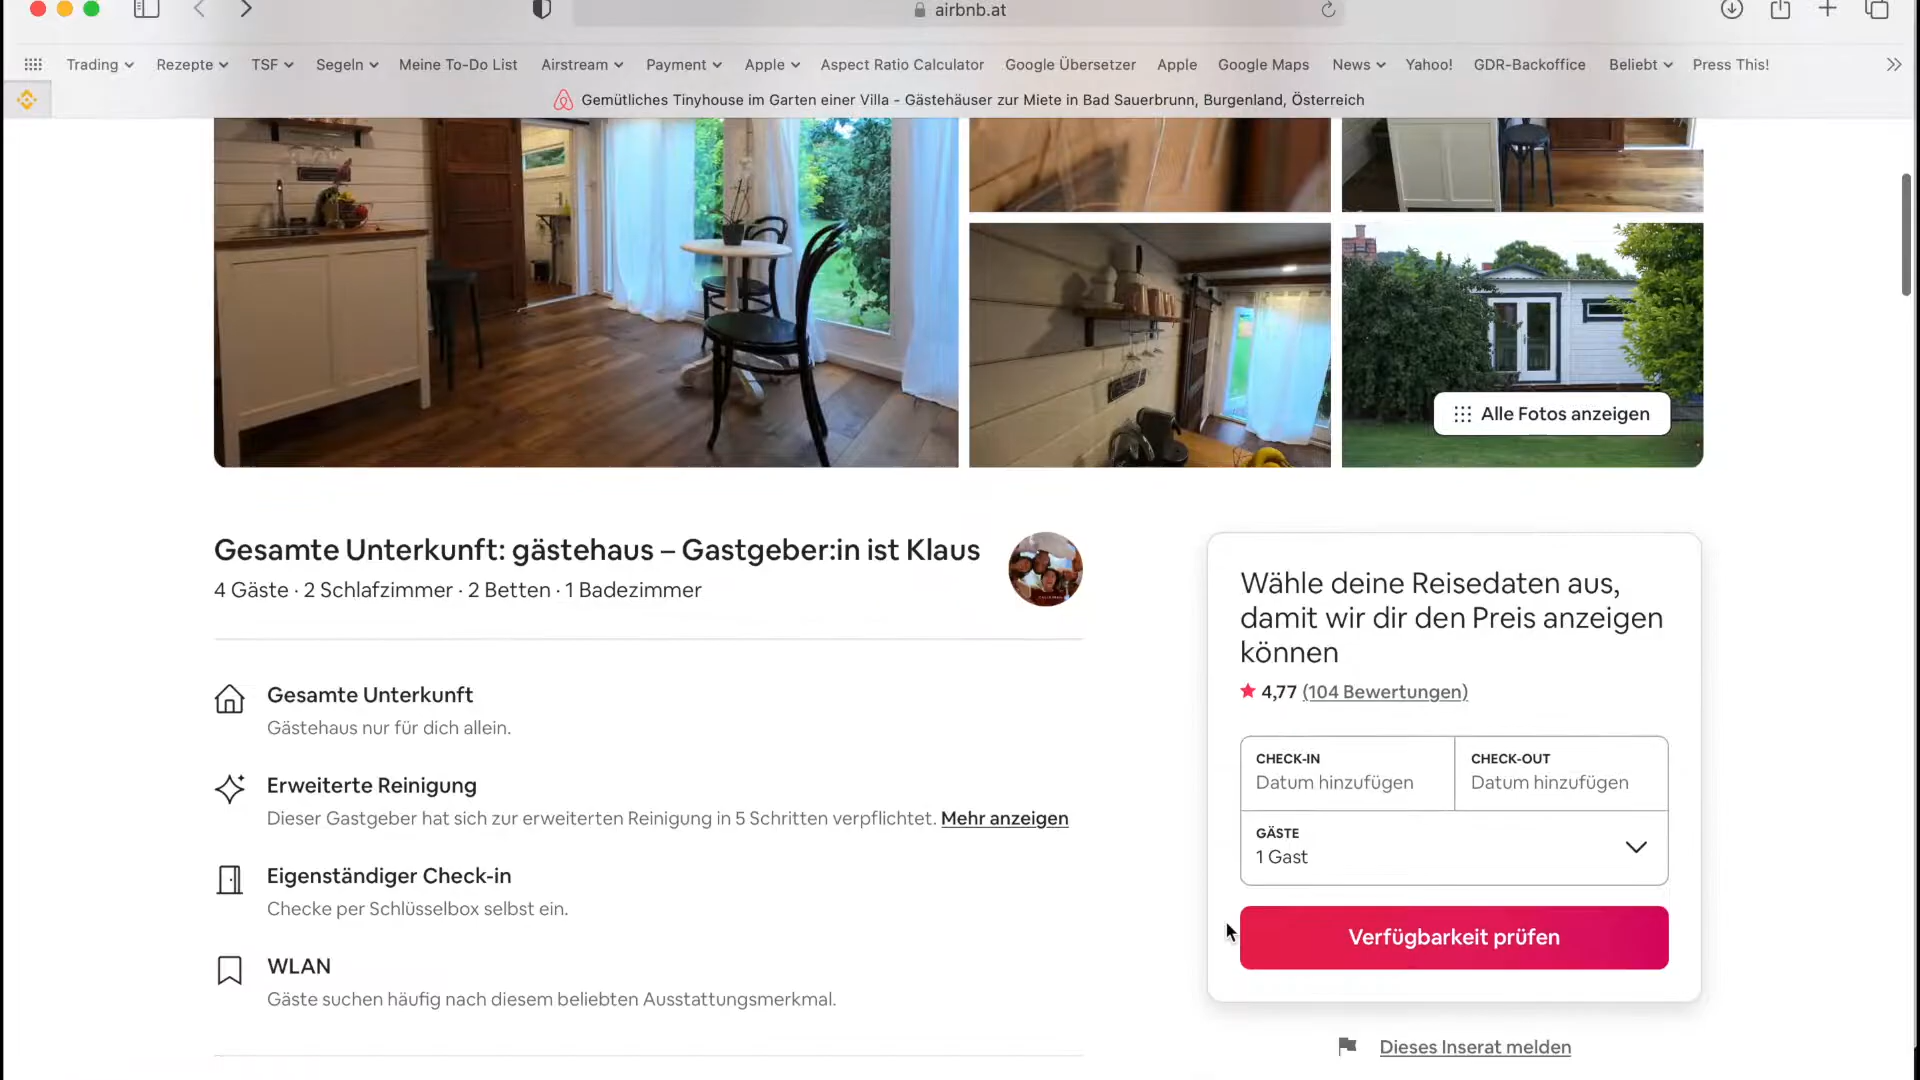 airbnb.at
Trading Rezepte TSF Segeln Meine To-Do List Airstream Payment Apple Aspect Ratio Calculator Google Übersetzer Apple Google Maps News Yahoo! GDR-Backoffice Beliebt Press This!
Gemütliches Tinyhouse im Garten einer Villa - Gästehäuser zur Miete in Bad Sauerbrunn, Burgenland, Österreich
Alle Fotos anzeigen
Gesamte Unterkunft: gästehaus – Gastgeber:in ist Klaus
4 Gäste · 2 Schlafzimmer · 2 Betten · 1 Badezimmer
Gesamte Unterkunft
Gästehaus nur für dich allein.
Erweiterte Reinigung
Dieser Gastgeber hat sich zur erweiterten Reinigung in 5 Schritten verpflichtet. Mehr anzeigen
Eigenständiger Check-in
Checke per Schlüsselbox selbst ein.
WLAN
Gäste suchen häufig nach diesem beliebten Ausstattungsmerkmal.
Wähle deine Reisedaten aus,
damit wir dir den Preis anzeigen
können
4,77 (104 Bewertungen)
CHECK-IN
Datum hinzufügen
CHECK-OUT
Datum hinzufügen
GÄSTE
1 Gast
Verfügbarkeit prüfen
Dieses Inserat melden